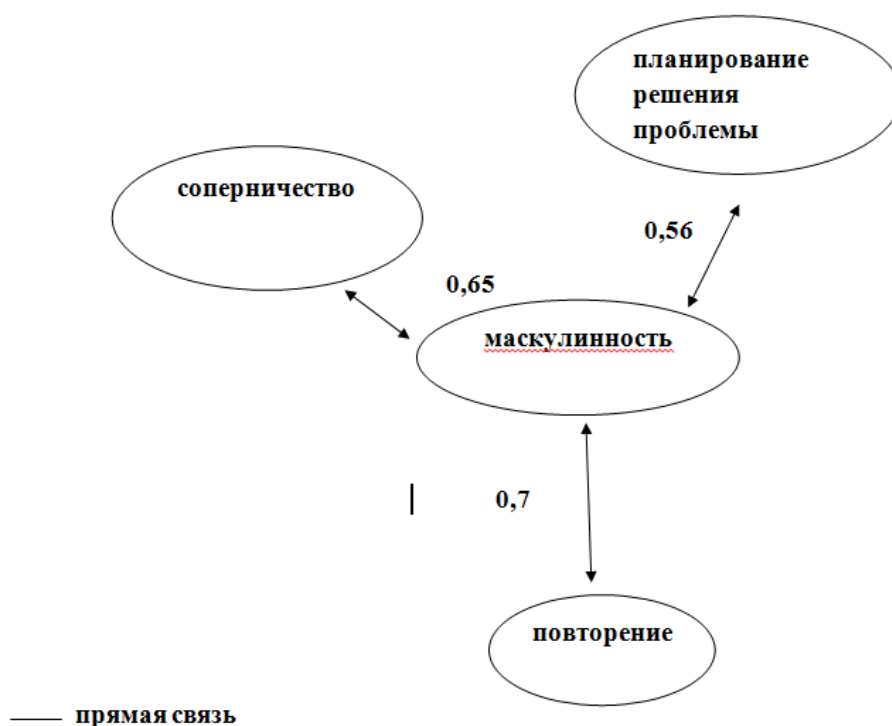 планирование
решения
проблемы
соперничество
0,56
0,65
маскулинность
0,7
повторение
прямая связь